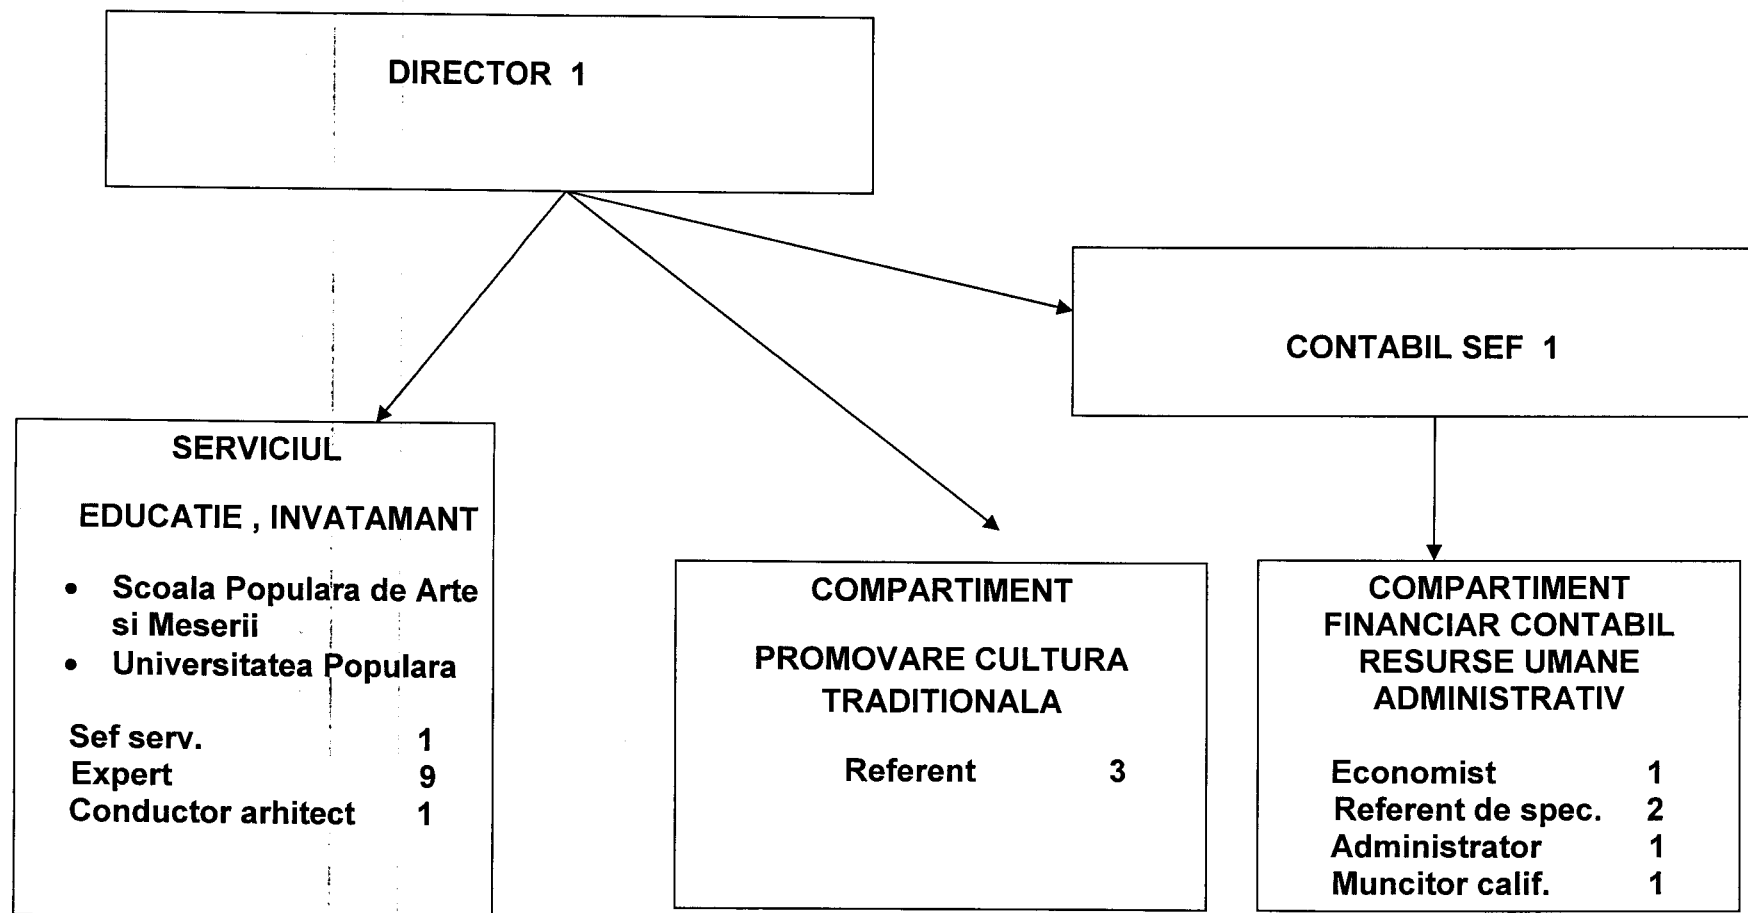 DIRECTOR 1
CONTABIL SEF 1
SERVICIUL
EDUCATIE , INVATAMANT
• Scoala Populara de Arte
si Meserii
• Universitatea Populara
Sef serv. 1
Expert 9
Conductor arhitect 1
COMPARTIMENT
PROMOVARE CULTURA
TRADITIONALA
Referent 3
COMPARTIMENT
FINANCIAR CONTABIL
RESURSE UMANE
ADMINISTRATIV
Economist 1
Referent de spec. 2
Administrator 1
Muncitor calif. 1